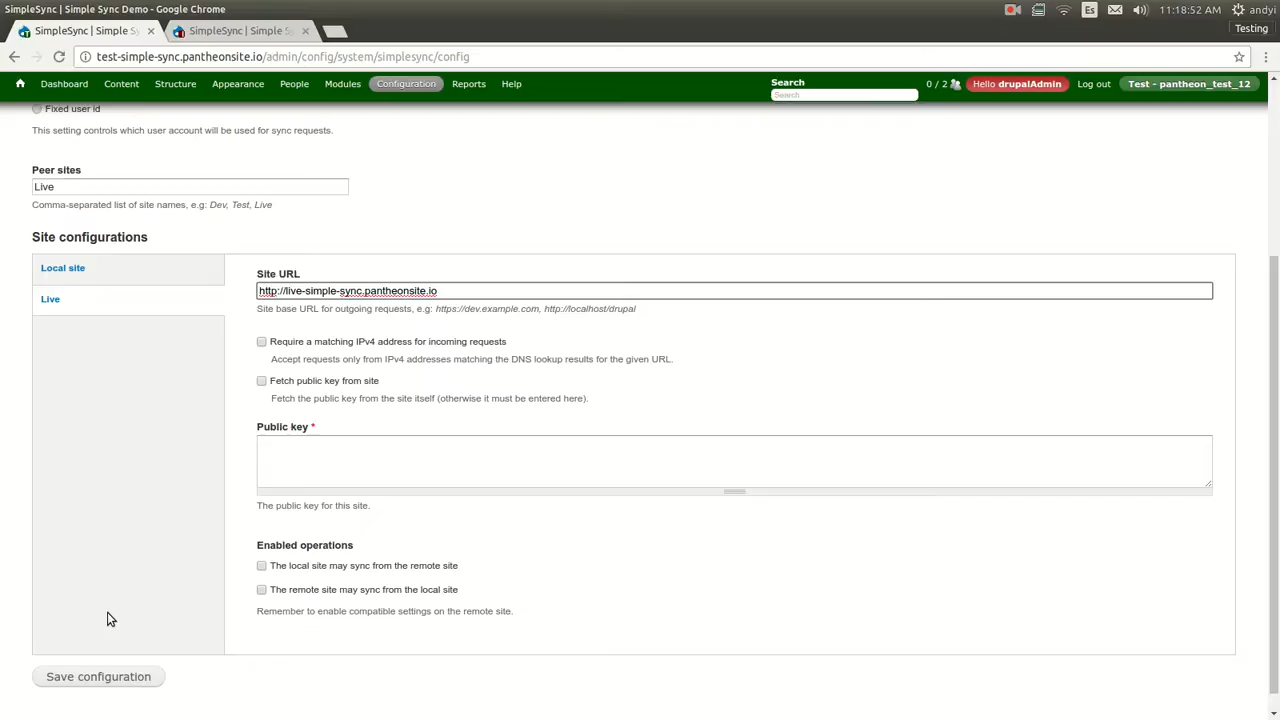 SimpleSync | Simple Sync Demo - Google Chrome
Es
11:18:52 AM
andyi
SimpleSync | Simple S
SimpleSync | Simple S
Testing
test-simple-sync.pantheonsite.io/admin/config/system/simplesync/config
Dashboard
Content
Structure
Appearance
People
Modules
Configuration
Reports
Help
Search
Search
0 / 2
Hello drupalAdmin
Log out
Test - pantheon_test_12
Fixed user id
This setting controls which user account will be used for sync requests.
Peer sites
Live
Comma-separated list of site names, e.g: Dev, Test, Live
Site configurations
Local site
Live
Site URL
http://live-simple-sync.pantheonsite.io
Site base URL for outgoing requests, e.g: https://dev.example.com, http://localhost/drupal
Require a matching IPv4 address for incoming requests
Accept requests only from IPv4 addresses matching the DNS lookup results for the given URL.
Fetch public key from site
Fetch the public key from the site itself (otherwise it must be entered here).
Public key *
The public key for this site.
Enabled operations
The local site may sync from the remote site
The remote site may sync from the local site
Remember to enable compatible settings on the remote site.
Save configuration